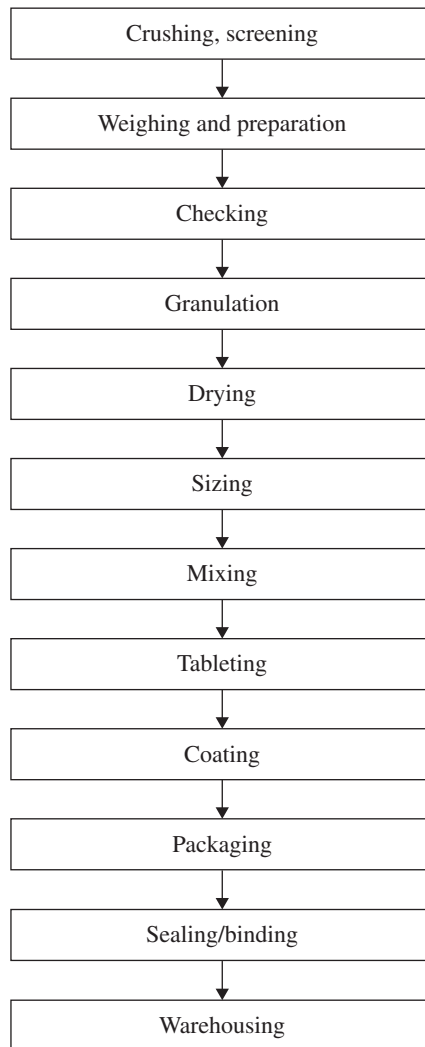 Crushing, screening
Weighing and preparation
Checking
Granulation
Drying
Sizing
Mixing
Tableting
Coating
Packaging
Sealing/binding
Warehousing